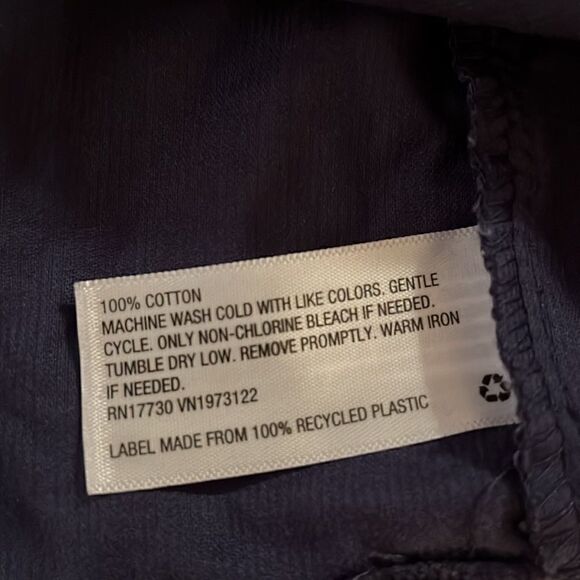 100% COTTON
MACHINE WASH COLD WITH LIKE COLORS. GENTLE
CYCLE. ONLY NON-CHLORINE BLEACH IF NEEDED.
TUMBLE DRY LOW. REMOVE PROMPTLY. WARM IRON
IF NEEDED.
RN17730 VN1973122
LABEL MADE FROM 100% RECYCLED PLASTIC